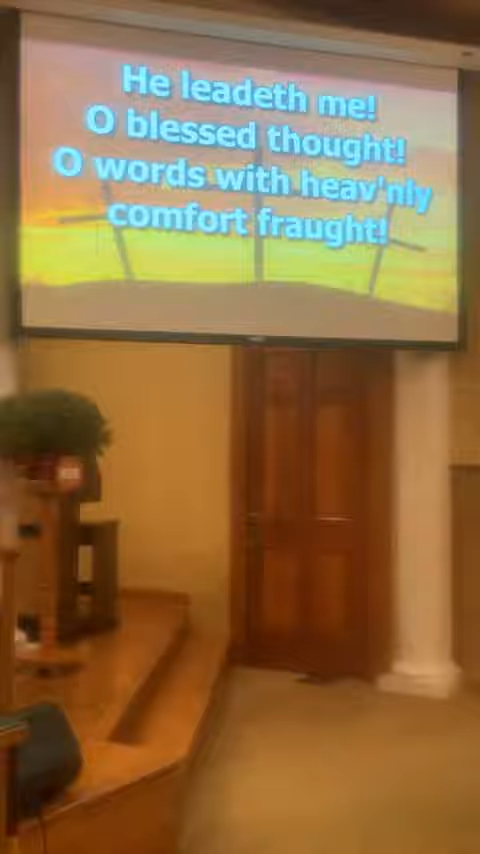 He leadeth me!
O blessed thought!
O words with heav'nly
comfort fraught!